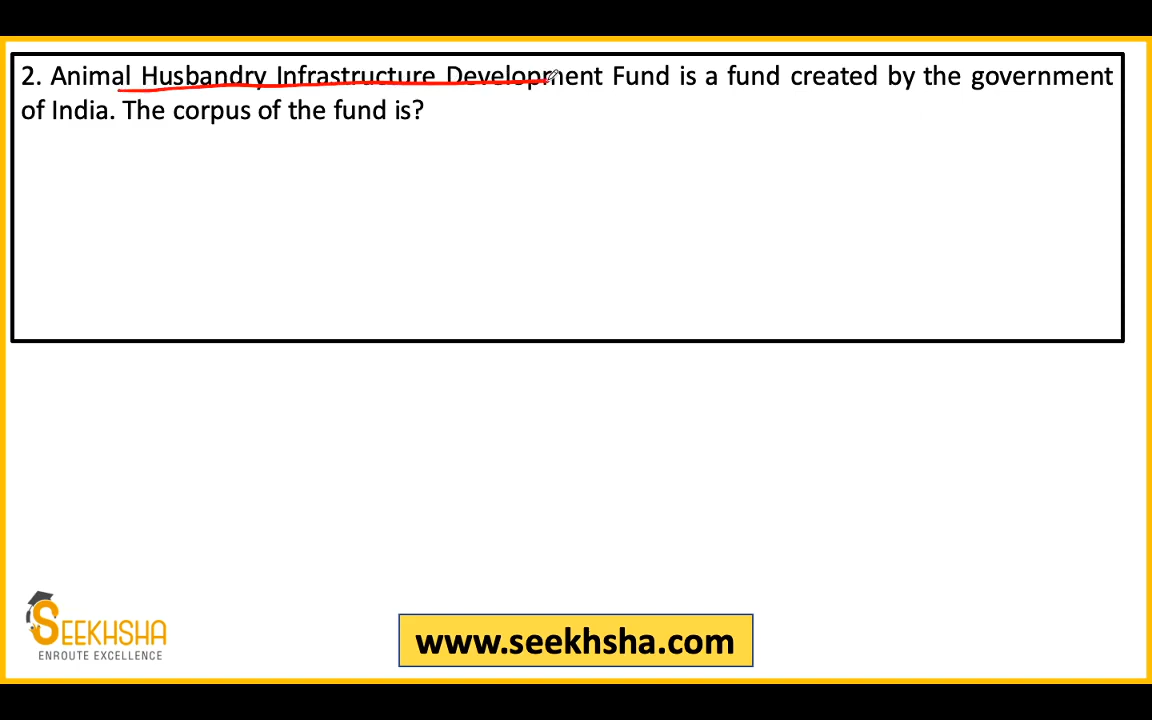 2. Animal Husbandry Infrastructure Development Fund is a fund created by the government
of India. The corpus of the fund is?
SEEKHSHA
ENROUTE EXCELLENCE
www.seekhsha.com